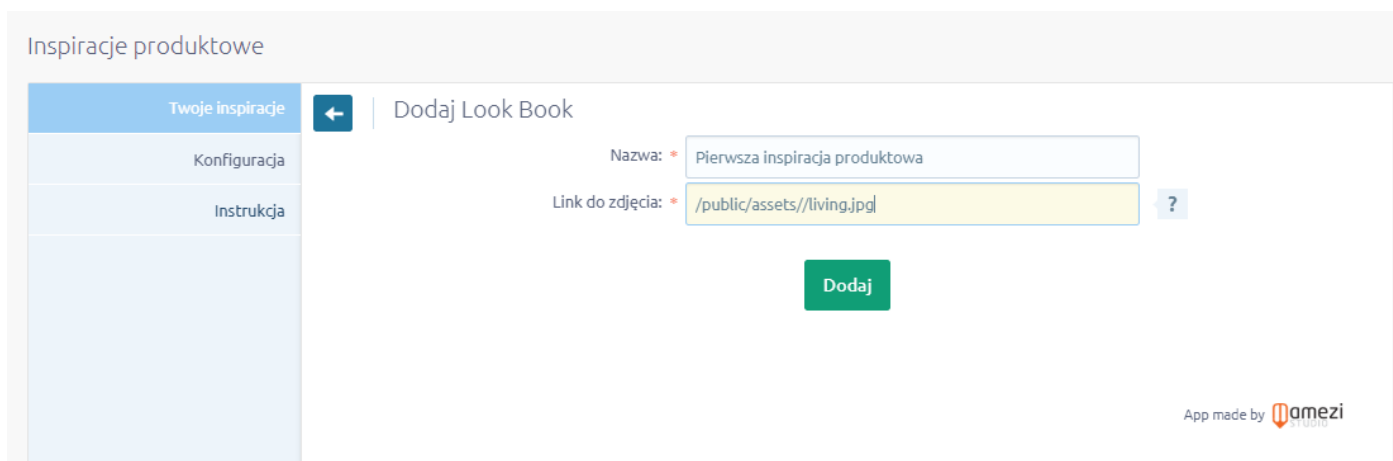 Inspiracje produktowe
Twoje inspiracje
Konfiguracja
Instrukcja
Dodaj Look Book
Nazwa: * Pierwsza inspiracja produktowa
Link do zdjęcia: * /public/assets//living.jpg ?
Dodaj
App made by amezi
STUDIO